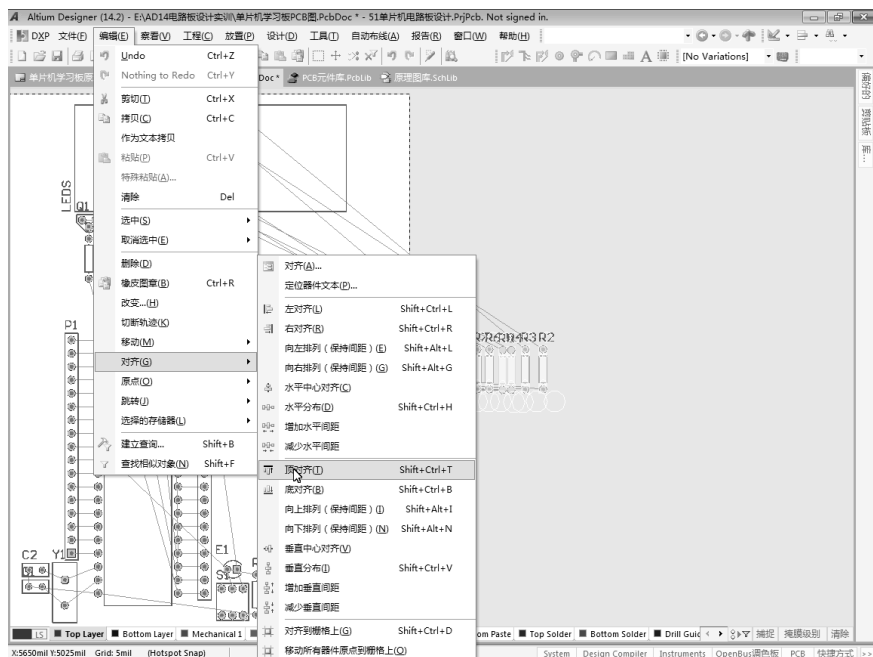 Altium Designer (14.2) - E:\AD14电路板设计实训\单片机学习板PCB图.PcbDoc * - 51单片机电路板设计.PrjPcb. Not signed in.
DXP 文件(F) 编辑(E) 察看(V) 工程(C) 放置(P) 设计(D) 工具(T) 自动布线(A) 报告(R) 窗口(W) 帮助(H)
[No Variations]
单片机学习板原 Doc * PCB元件库.PcbLib 原理图库.SchLib
Undo Ctrl+Z
Nothing to Redo Ctrl+Y
剪切(T) Ctrl+X
拷贝(C) Ctrl+C
作为文本拷贝
粘贴(P) Ctrl+V
特殊粘贴(A)...
清除 Del
选中(S)
取消选中(E)
删除(D)
橡皮图章(B) Ctrl+R
改变...(H)
切断轨迹(K)
移动(M)
对齐(G)
原点(O)
跳转(J)
选择的存储器(L)
建立查询... Shift+B
查找相似对象(N) Shift+F
对齐(A)...
定位器件文本(P)...
左对齐(L) Shift+Ctrl+L
右对齐(R) Shift+Ctrl+R
向左排列（保持间距）(E) Shift+Alt+L
向右排列（保持间距）(G) Shift+Alt+G
水平中心对齐(C)
水平分布(D) Shift+Ctrl+H
增加水平间距
减少水平间距
顶对齐(T) Shift+Ctrl+T
底对齐(B) Shift+Ctrl+B
向上排列（保持间距）(I) Shift+Alt+I
向下排列（保持间距）(N) Shift+Alt+N
垂直中心对齐(V)
垂直分布(I) Shift+Ctrl+V
增加垂直间距
减少垂直间距
对齐到栅格上(G) Shift+Ctrl+D
移动所有器件原点到栅格上(O)
LEDS
Q1
P1
R3 R2
C2 Y1
E1
S1
LS Top Layer Bottom Layer Mechanical 1 om Paste Top Solder Bottom Solder Drill Guid 捕捉 掩膜级别 清除
X:5650mil Y:5025mil Grid: 5mil (Hotspot Snap) System Design Compiler Instruments OpenBus调色板 PCB 快捷方式 >>